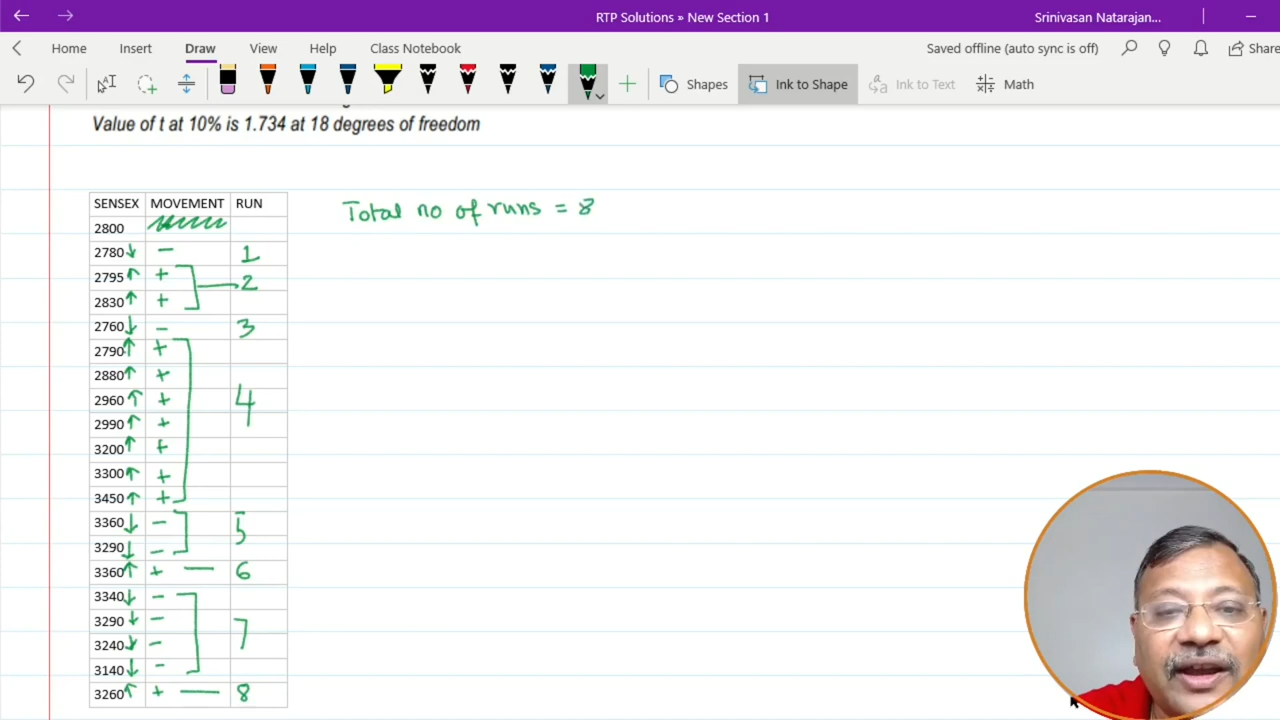 RTP Solutions » New Section 1
Srinivasan Natarajan...
Home Insert Draw View Help Class Notebook
Saved offline (auto sync is off) Share
Shapes Ink to Shape Ink to Text Math
Value of t at 10% is 1.734 at 18 degrees of freedom
SENSEX MOVEMENT RUN
Total no of runs = 8
2800
2780 ↓ - 1
2795 ↑ + 2
2830 ↑ +
2760 ↓ - 3
2790 ↑ +
2880 ↑ +
2960 ↑ + 4
2990 ↑ +
3200 ↑ +
3300 ↑ +
3450 ↑ +
3360 ↓ - 5
3290 ↓ -
3360 ↑ + — 6
3340 ↓ -
3290 ↓ - 7
3240 ↓ -
3140 ↓ -
3260 ↑ + — 8